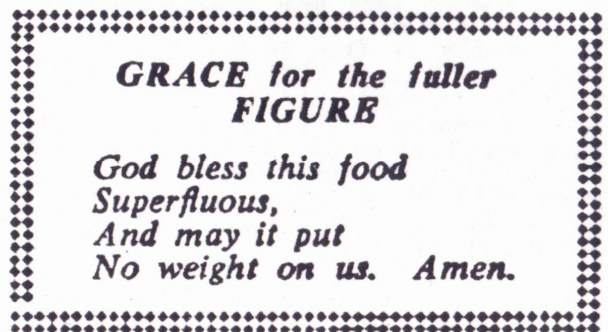 GRACE for the fuller
FIGURE
God bless this food
Superfluous,
And may it put
No weight on us. Amen.